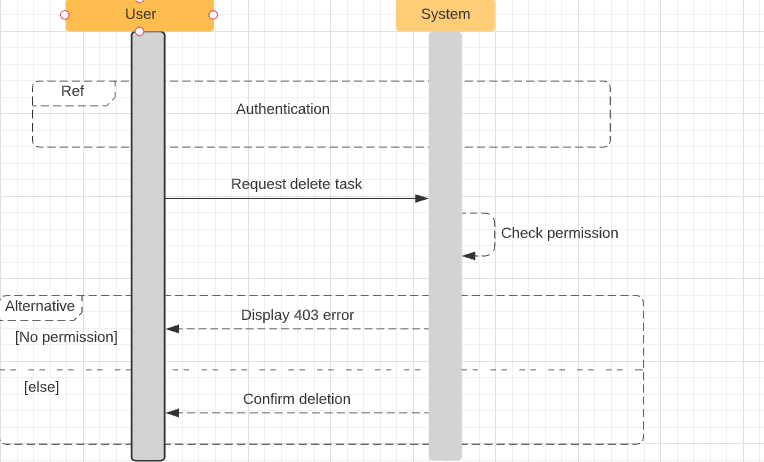 User
System
Ref
Authentication
Request delete task
Check permission
Alternative
Display 403 error
[No permission]
[else]
Confirm deletion